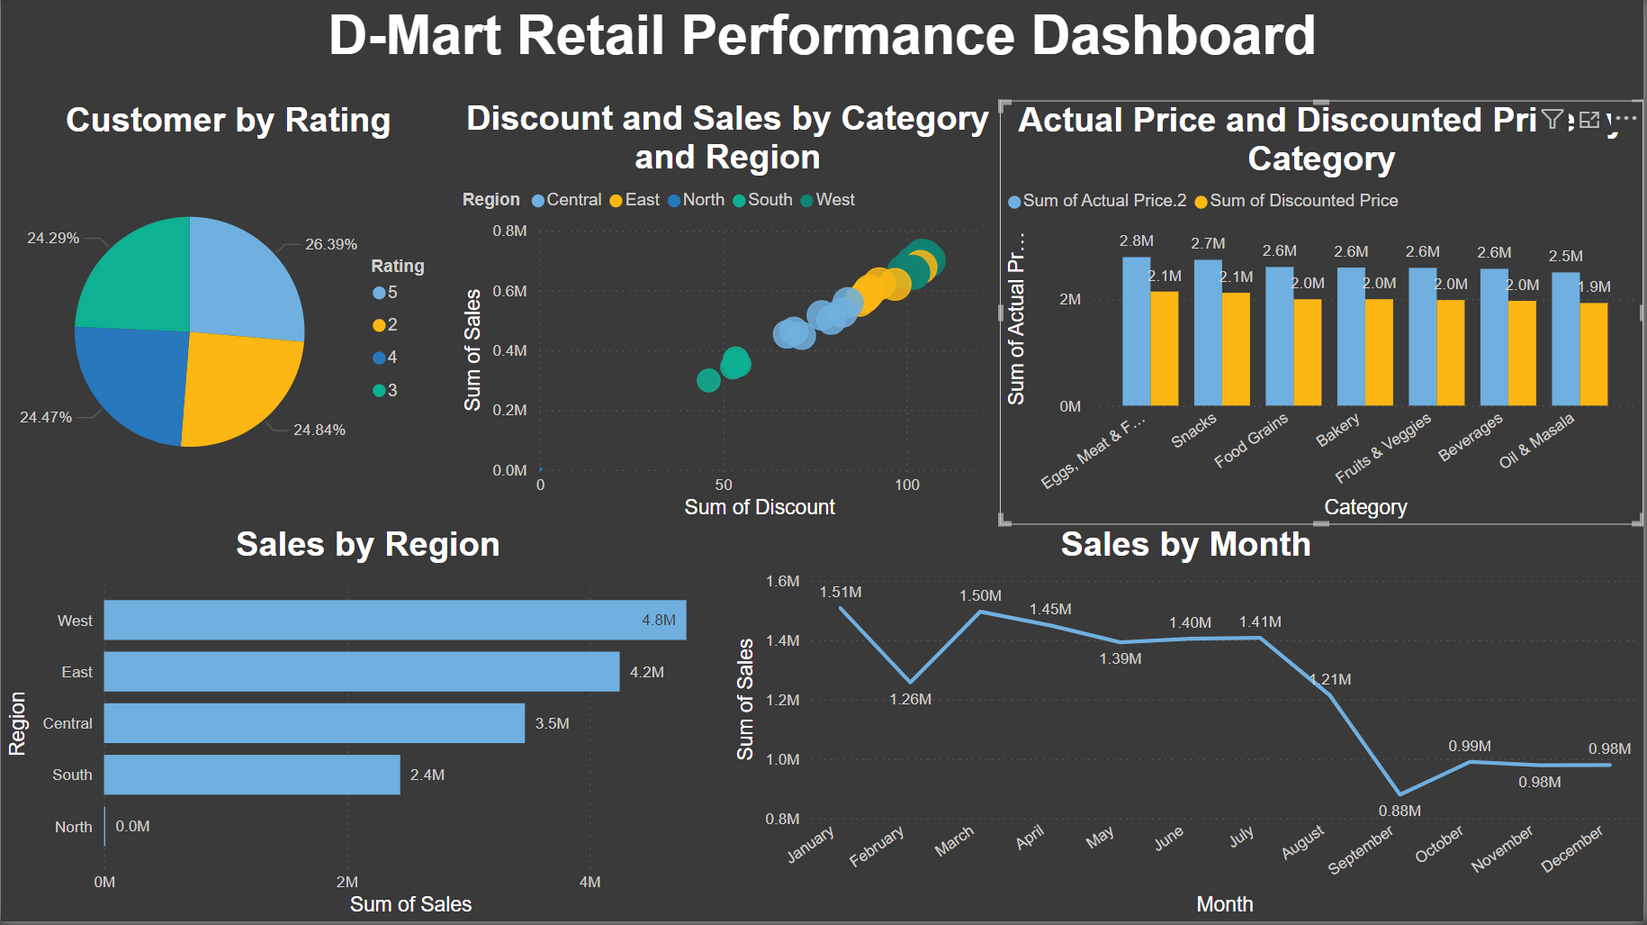 D-Mart Retail Performance Dashboard
Customer by Rating
24.29%
26.39%
24.47%
24.84%
Rating
5
2
4
3
Discount and Sales by Category
and Region
Region Central East North South West
Sum of Sales
0.8M
0.6M
0.4M
0.2M
0.0M
0 50 100
Sum of Discount
Actual Price and Discounted
Category
Sum of Actual Price.2 Sum of Discounted Price
Sum of Actual Pr...
2M
0M
2.8M 2.7M 2.6M 2.6M 2.6M 2.6M 2.5M
2.1M 2.1M 2.0M 2.0M 2.0M 2.0M 1.9M
Eggs, Meat & F... Snacks Food Grains Bakery Fruits & Veggies Beverages Oil & Masala
Category
Sales by Region
Region
West 4.8M
East 4.2M
Central 3.5M
South 2.4M
North 0.0M
0M 2M 4M
Sum of Sales
Sales by Month
Sum of Sales
1.6M
1.4M
1.2M
1.0M
0.8M
1.51M 1.26M 1.50M 1.45M 1.39M 1.40M 1.41M 1.21M 0.88M 0.99M 0.98M 0.98M
January February March April May June July August September October November December
Month